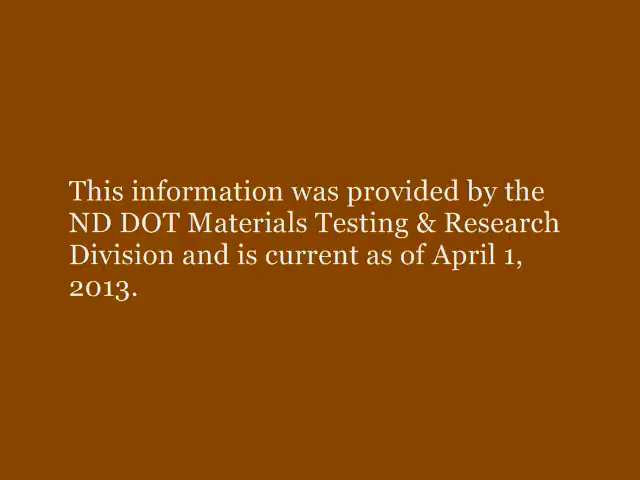 This information was provided by the
ND DOT Materials Testing & Research
Division and is current as of April 1,
2013.